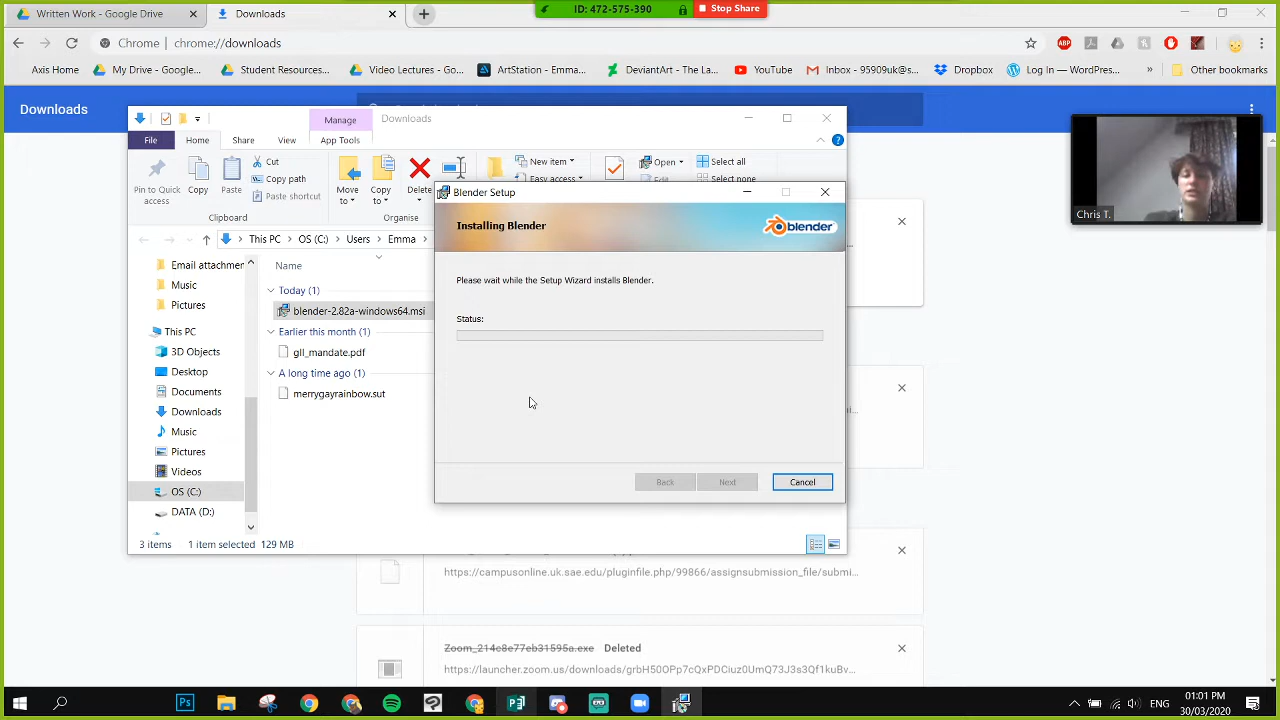 Written Work - Google Drive
Downloads
ID: 472-575-390
Stop Share
Chrome | chrome://downloads
ABP
Axis Home
My Drive - Google...
Student Resources...
Video Lectures - Go...
ArtStation - Emma...
DeviantArt - The La...
YouTube
Inbox - 95909uk@s...
Dropbox
Log In — WordPress...
»
Other bookmarks
Downloads
Manage
Downloads
File
Home
Share
View
App Tools
Pin to Quick access
Copy
Paste
Cut
Copy path
Paste shortcut
Clipboard
Move to
Copy to
Delete
Organise
New item
Easy access
Open
Edit
Select all
Select none
This PC > OS (C:) > Users > Emma >
Email attachmen
Music
Pictures
This PC
3D Objects
Desktop
Documents
Downloads
Music
Pictures
Videos
OS (C:)
DATA (D:)
Name
Today (1)
blender-2.82a-windows64.msi
Earlier this month (1)
gll_mandate.pdf
A long time ago (1)
merrygayrainbow.sut
3 items
1 item selected
129 MB
Blender Setup
Installing Blender
blender
Please wait while the Setup Wizard installs Blender.
Status:
Back
Next
Cancel
Chris T.
https://campusonline.uk.sae.edu/pluginfile.php/99866/assignsubmission_file/submi...
Zoom_214c8e77eb31595a.exe
Deleted
https://launcher.zoom.us/downloads/grbH50OPp7cQxPDCiuz0UmQ73J3s3Qf1kuBv...
Ps
ENG
01:01 PM
30/03/2020